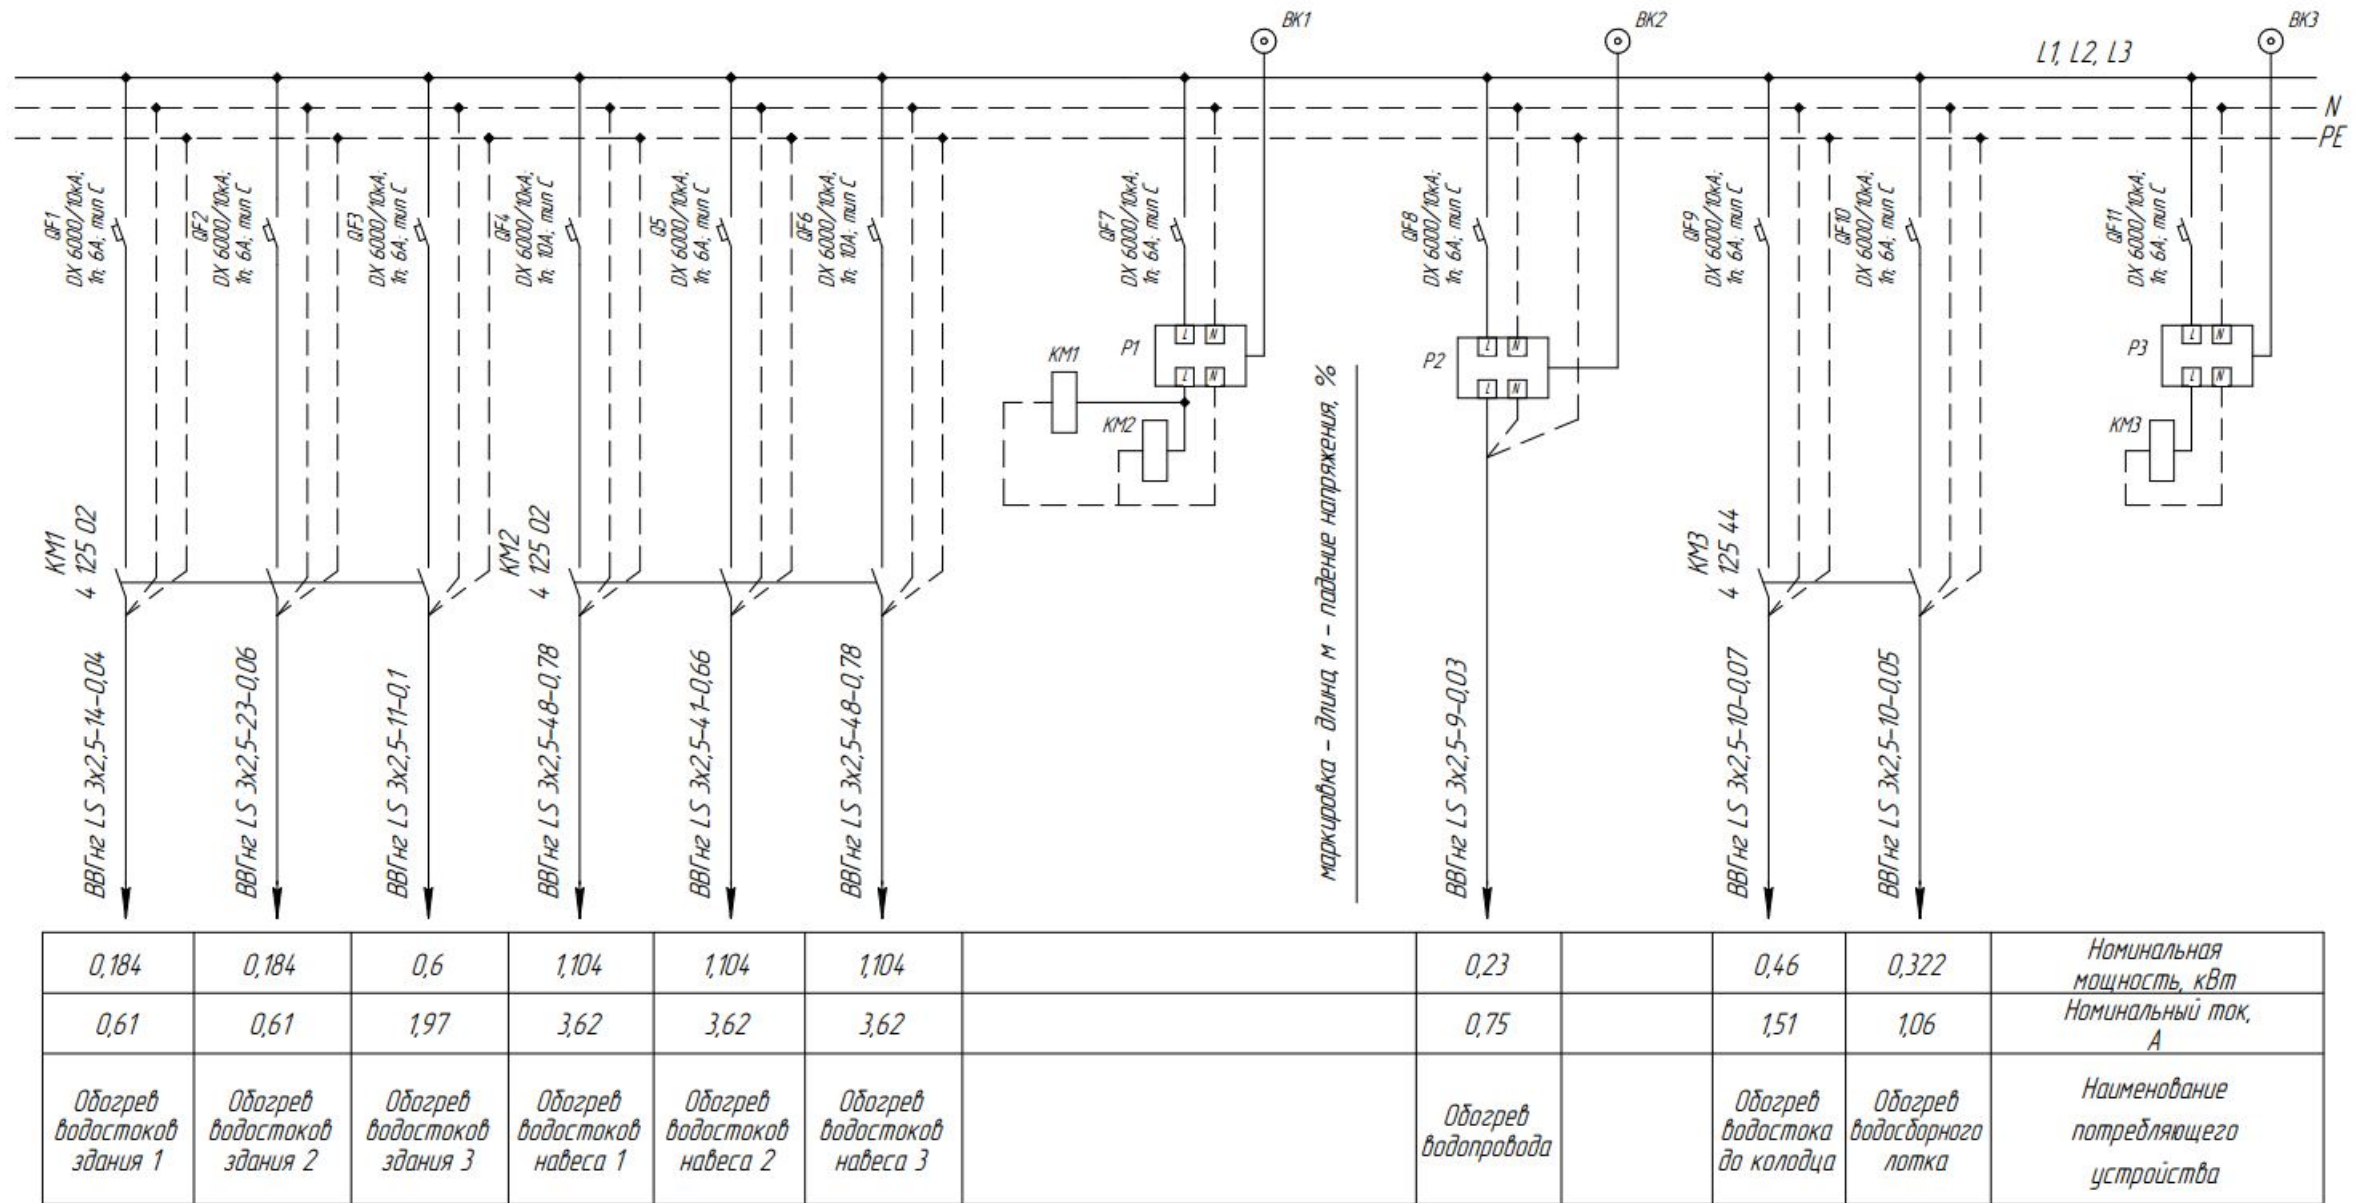 ВК1
ВК2
ВК3
L1, L2, L3
N
PE
QF1
DX 6000/10кА;
1п; 6А; тип С
QF2
DX 6000/10кА;
1п; 6А; тип С
QF3
DX 6000/10кА;
1п; 6А; тип С
QF4
DX 6000/10кА;
1п; 10А; тип С
Q5
DX 6000/10кА;
1п; 6А; тип С
QF6
DX 6000/10кА;
1п; 10А; тип С
QF7
DX 6000/10кА;
1п; 6А; тип С
QF8
DX 6000/10кА;
1п; 6А; тип С
QF9
DX 6000/10кА;
1п; 6А; тип С
QF10
DX 6000/10кА;
1п; 6А; тип С
QF11
DX 6000/10кА;
1п; 6А; тип С
Р1
L N
L N
КМ1
КМ2
Р2
L N
L N
Р3
L N
L N
КМ3
КМ1
4 125 02
КМ2
4 125 02
КМ3
4 125 44
маркировка - длина, м - падение напряжения, %
ВВГнг LS 3х2,5-14-0,04
ВВГнг LS 3х2,5-23-0,06
ВВГнг LS 3х2,5-11-0,1
ВВГнг LS 3х2,5-48-0,78
ВВГнг LS 3х2,5-41-0,66
ВВГнг LS 3х2,5-48-0,78
ВВГнг LS 3х2,5-9-0,03
ВВГнг LS 3х2,5-10-0,07
ВВГнг LS 3х2,5-10-0,05
0,184 0,184 0,6 1,104 1,104 1,104 0,23 0,46 0,322
Номинальная
мощность, кВт
0,61 0,61 1,97 3,62 3,62 3,62 0,75 1,51 1,06
Номинальный ток,
А
Обогрев
водостоков
здания 1
Обогрев
водостоков
здания 2
Обогрев
водостоков
здания 3
Обогрев
водостоков
навеса 1
Обогрев
водостоков
навеса 2
Обогрев
водостоков
навеса 3
Обогрев
водопровода
Обогрев
водостока
до колодца
Обогрев
водосборного
лотка
Наименование
потребляющего
устройства